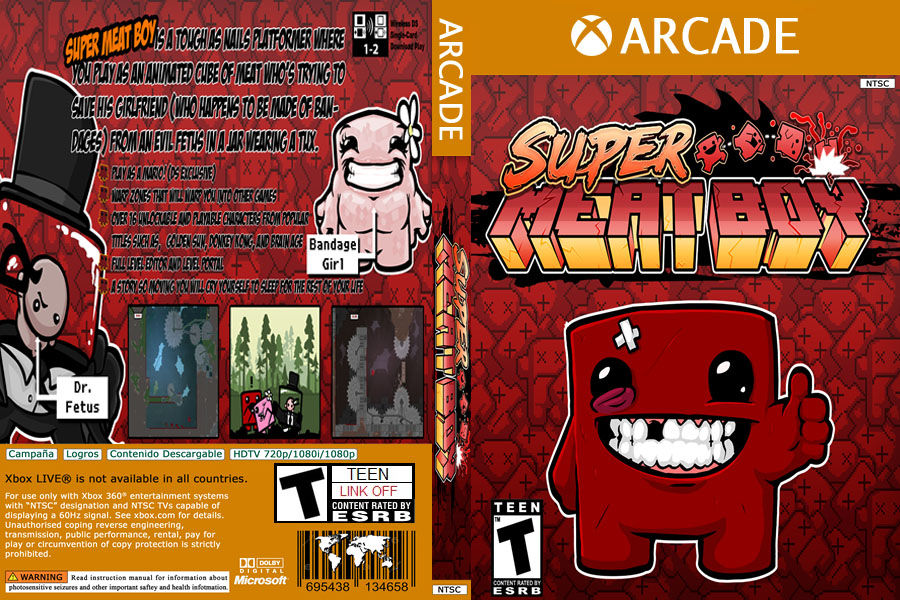 SUPER MEAT BOY IS A TOUGH AS NAILS PLATFORMER WHERE
YOU PLAY AS AN ANIMATED CUBE OF MEAT WHO'S TRYING TO
SAVE HIS GIRLFRIEND (WHO HAPPENS TO BE MADE OF BAN-
DAGES) FROM AN EVIL FETUS IN A JAR WEARING A TUX.
1-2
Wireless DS
Single-Card
Download Play
PLAY AS A MARIO! (DS EXCLUSIVE)
WARP ZONES THAT WILL WARP YOU INTO OTHER GAMES
OVER 16 UNLOCKABLE AND PLAYABLE CHARACTERS FROM POPULAR
TITLES SUCH AS, GOLDEN SUN, DONKEY KONG, AND BRAIN AGE
FULL LEVEL EDITOR AND LEVEL PORTAL
A STORY SO MOVING YOU WILL CRY YOURSELF TO SLEEP FOR THE REST OF YOUR LIFE
Bandage
Girl
Dr.
Fetus
Campaña Logros Contenido Descargable HDTV 720p/1080i/1080p
Xbox LIVE® is not available in all countries.
For use only with Xbox 360® entertainment systems
with "NTSC" designation and NTSC TVs capable of
displaying a 60Hz signal. See xbox.com for details.
Unauthorised coping reverse engineering,
transmission, public performance, rental, pay for
play or circumvention of copy protection is strictly
prohibited.
WARNING Read instruction manual for information about
photosensitive seizures and other important saftey and health infomation.
DOLBY
DIGITAL
Microsoft
T
TEEN
LINK OFF
CONTENT RATED BY
ESRB
695438 134658
ARCADE
SUPER
MEAT BOY
NTSC
ARCADE
NTSC
SUPER
MEAT BOY
TEEN
T
TM
CONTENT RATED BY
ESRB